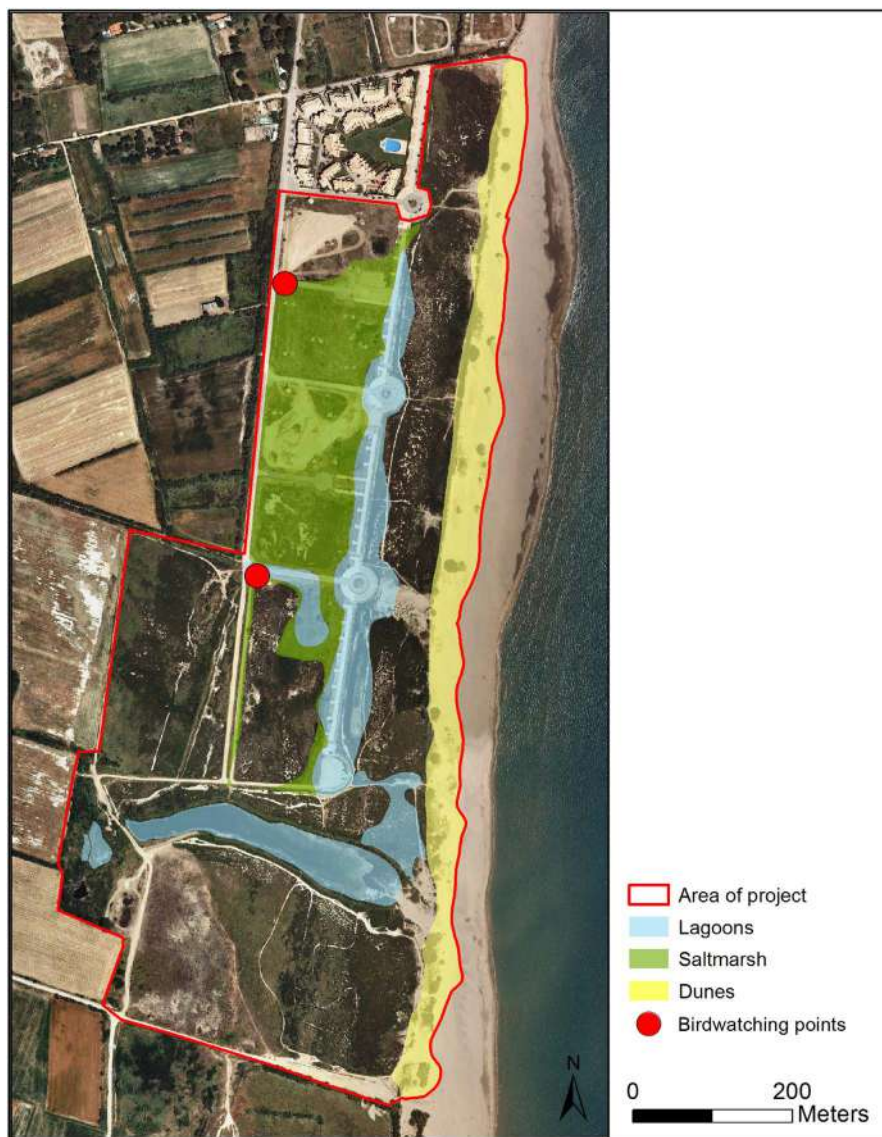 Area of project
Lagoons
Saltmarsh
Dunes
Birdwatching points
N
0 200
Meters